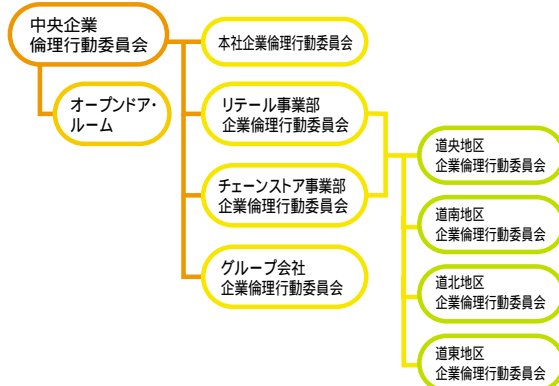 中央企業
倫理行動委員会
オープンドア・
ルーム
本社企業倫理行動委員会
リテール事業部
企業倫理行動委員会
チェーンストア事業部
企業倫理行動委員会
グループ会社
企業倫理行動委員会
道央地区
企業倫理行動委員会
道南地区
企業倫理行動委員会
道北地区
企業倫理行動委員会
道東地区
企業倫理行動委員会